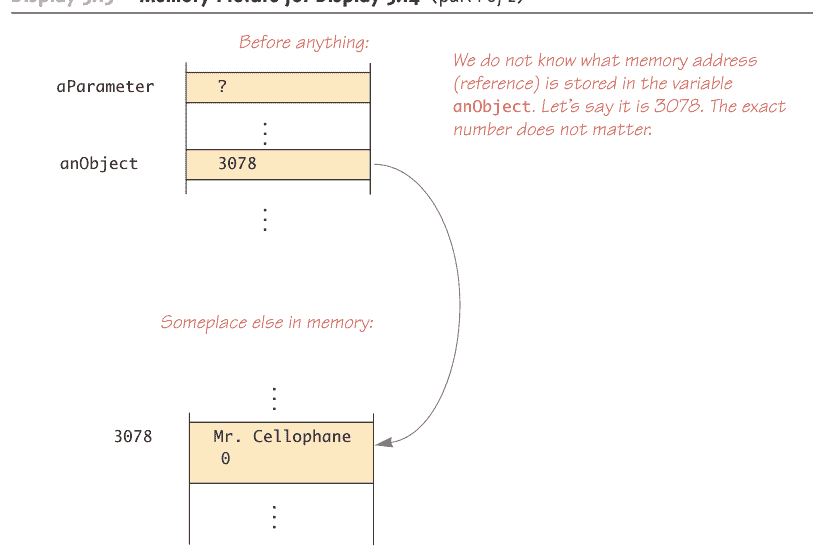 Before anything:
We do not know what memory address
(reference) is stored in the variable
anObject. Let's say it is 3078. The exact
number does not matter.
aParameter
?
anObject
3078
Someplace else in memory:
3078
Mr. Cellophane
0